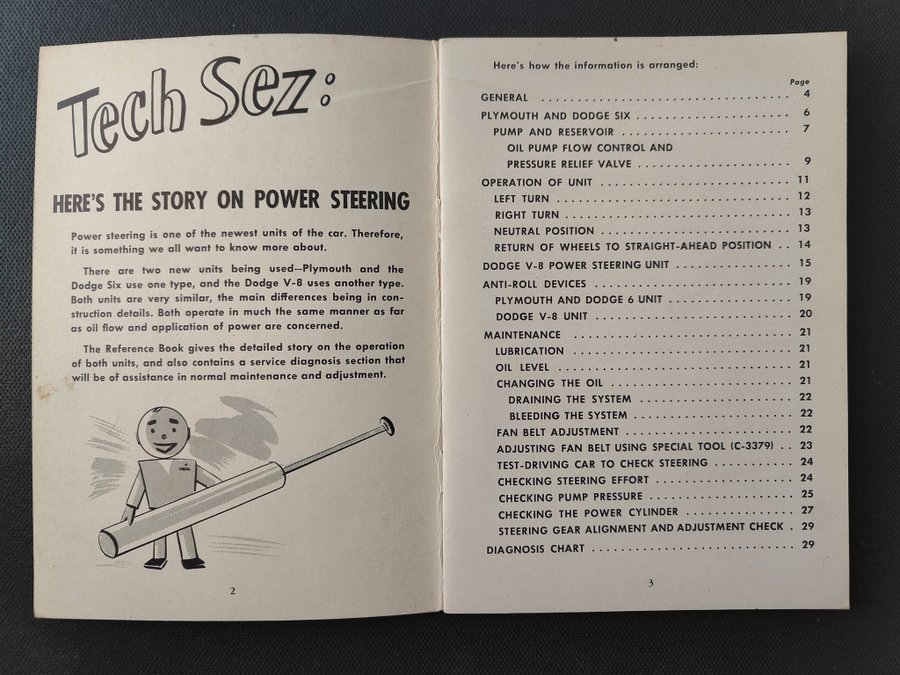 Tech Sez:
HERE'S THE STORY ON POWER STEERING
Power steering is one of the newest units of the car. Therefore,
it is something we all want to know more about.
There are two new units being used—Plymouth and the
Dodge Six use one type, and the Dodge V-8 uses another type.
Both units are very similar, the main differences being in con-
struction details. Both operate in much the same manner as far
as oil flow and application of power are concerned.
The Reference Book gives the detailed story on the operation
of both units, and also contains a service diagnosis section that
will be of assistance in normal maintenance and adjustment.
2
Here's how the information is arranged:
Page
GENERAL . . . . . . . . . . . . . . . . . . . . 4
PLYMOUTH AND DODGE SIX . . . . . . . . . . . . 6
PUMP AND RESERVOIR . . . . . . . . . . . . 7
OIL PUMP FLOW CONTROL AND
PRESSURE RELIEF VALVE . . . . . . . . . . . . 9
OPERATION OF UNIT . . . . . . . . . . . . 11
LEFT TURN . . . . . . . . . . . . 12
RIGHT TURN . . . . . . . . . . . . 13
NEUTRAL POSITION . . . . . . . . . . . . 13
RETURN OF WHEELS TO STRAIGHT-AHEAD POSITION . . 14
DODGE V-8 POWER STEERING UNIT . . . . . . . . . . . . 15
ANTI-ROLL DEVICES . . . . . . . . . . . . 19
PLYMOUTH AND DODGE 6 UNIT . . . . . . . . . . . . 19
DODGE V-8 UNIT . . . . . . . . . . . . 20
MAINTENANCE . . . . . . . . . . . . 21
LUBRICATION . . . . . . . . . . . . 21
OIL LEVEL . . . . . . . . . . . . 21
CHANGING THE OIL . . . . . . . . . . . . 21
DRAINING THE SYSTEM . . . . . . . . . . . . 22
BLEEDING THE SYSTEM . . . . . . . . . . . . 22
FAN BELT ADJUSTMENT . . . . . . . . . . . . 22
ADJUSTING FAN BELT USING SPECIAL TOOL (C-3379) . . 23
TEST-DRIVING CAR TO CHECK STEERING . . . . . . . . . . 24
CHECKING STEERING EFFORT . . . . . . . . . . . . 24
CHECKING PUMP PRESSURE . . . . . . . . . . . . 25
CHECKING THE POWER CYLINDER . . . . . . . . . . . . 27
STEERING GEAR ALIGNMENT AND ADJUSTMENT CHECK . 29
DIAGNOSIS CHART . . . . . . . . . . . . 29
3